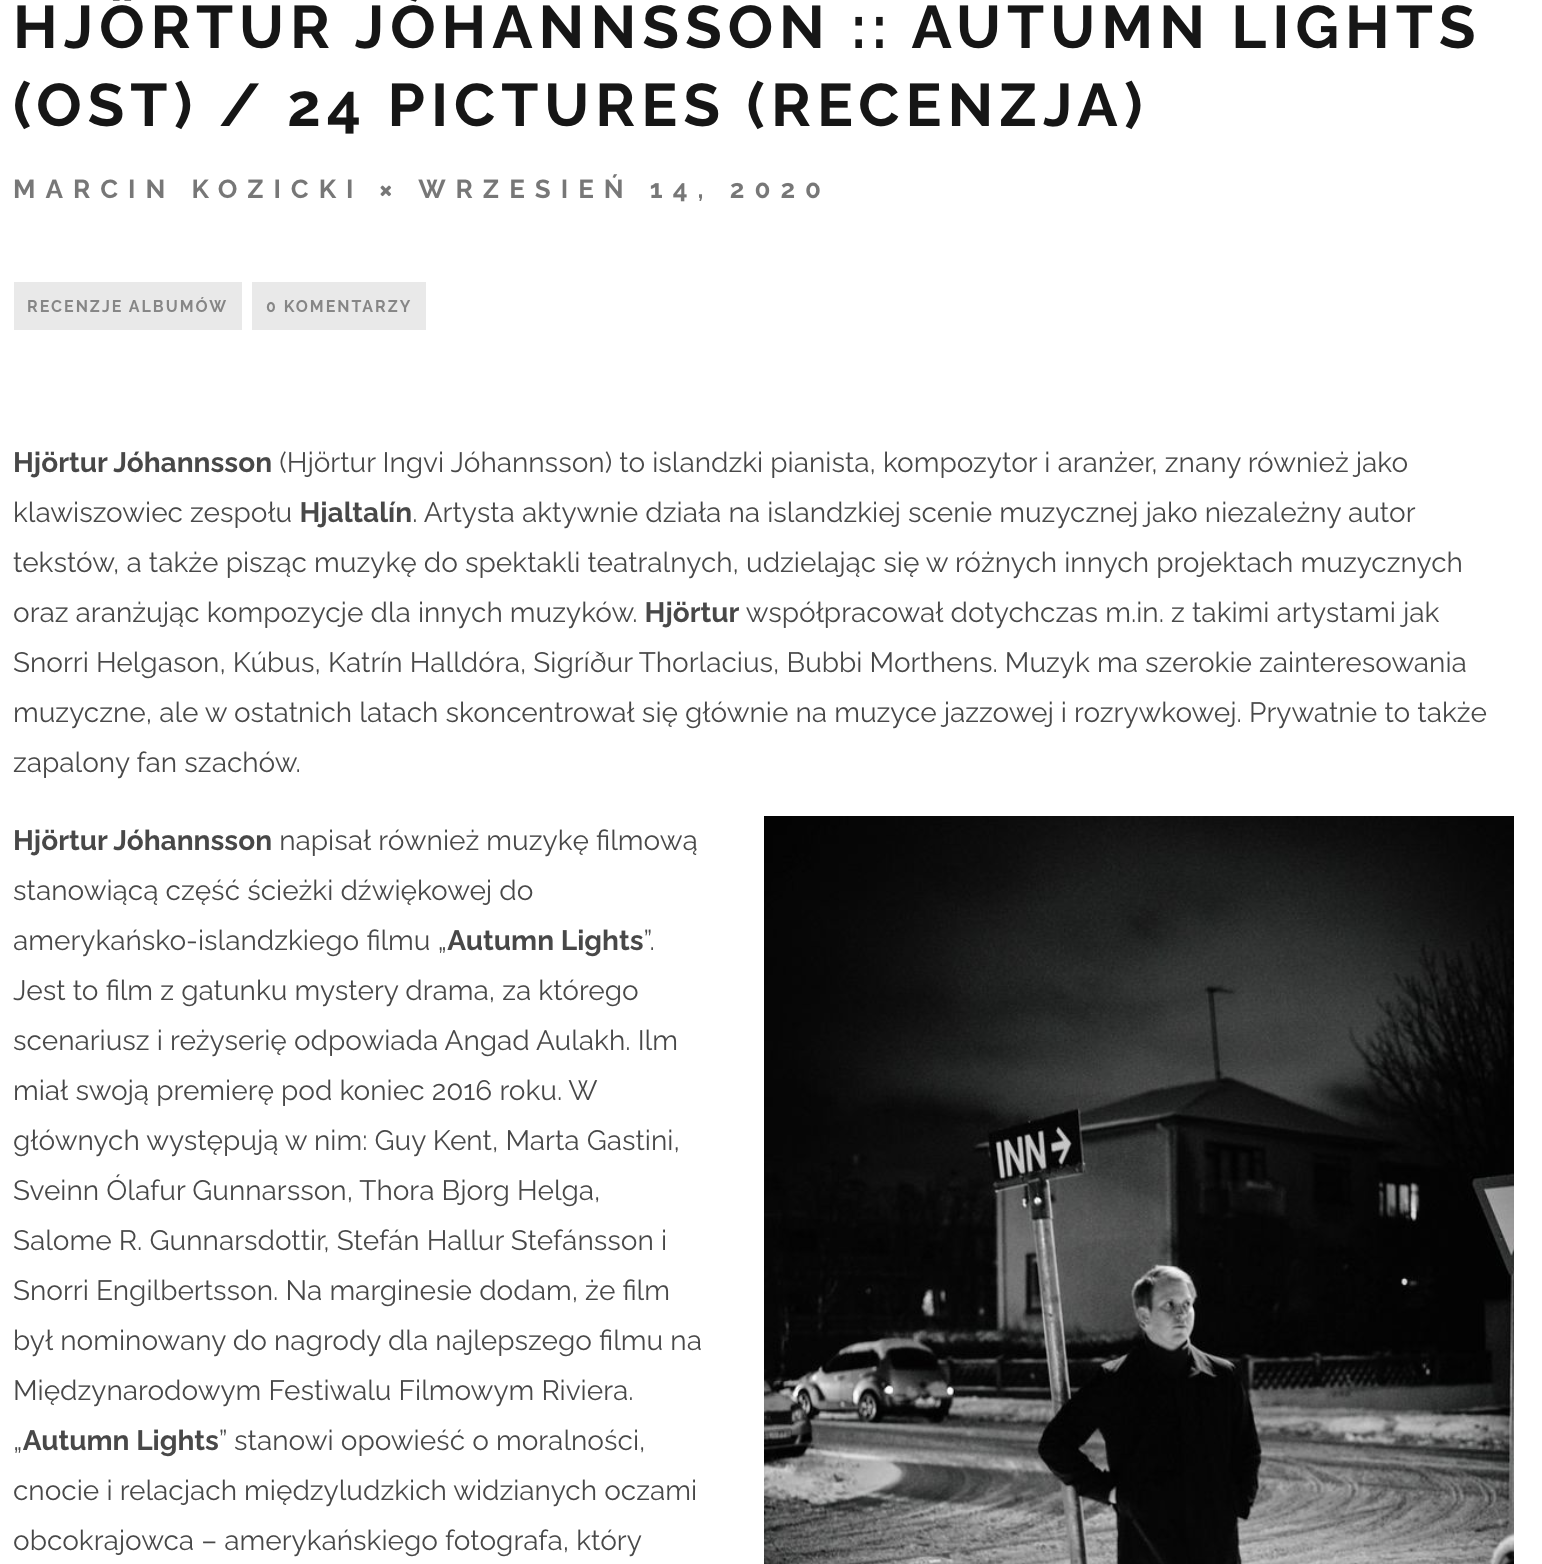 HJÖRTUR JÓHANNSSON :: AUTUMN LIGHTS
(OST) / 24 PICTURES (RECENZJA)
MARCIN KOZICKI × WRZESIEŃ 14, 2020
RECENZJE ALBUMÓW 0 KOMENTARZY
Hjörtur Jóhannsson (Hjörtur Ingvi Jóhannsson) to islandzki pianista, kompozytor i aranżer, znany również jako
klawiszowiec zespołu Hjaltalín. Artysta aktywnie działa na islandzkiej scenie muzycznej jako niezależny autor
tekstów, a także pisząc muzykę do spektakli teatralnych, udzielając się w różnych innych projektach muzycznych
oraz aranżując kompozycje dla innych muzyków. Hjörtur współpracował dotychczas m.in. z takimi artystami jak
Snorri Helgason, Kúbus, Katrín Halldóra, Sigríður Thorlacius, Bubbi Morthens. Muzyk ma szerokie zainteresowania
muzyczne, ale w ostatnich latach skoncentrował się głównie na muzyce jazzowej i rozrywkowej. Prywatnie to także
zapalony fan szachów.
Hjörtur Jóhannsson napisał również muzykę filmową
stanowiącą część ścieżki dźwiękowej do
amerykańsko-islandzkiego filmu „Autumn Lights”.
Jest to film z gatunku mystery drama, za którego
scenariusz i reżyserię odpowiada Angad Aulakh. Ilm
miał swoją premierę pod koniec 2016 roku. W
głównych występują w nim: Guy Kent, Marta Gastini,
Sveinn Ólafur Gunnarsson, Thora Bjorg Helga,
Salome R. Gunnarsdottir, Stefán Hallur Stefánsson i
Snorri Engilbertsson. Na marginesie dodam, że film
był nominowany do nagrody dla najlepszego filmu na
Międzynarodowym Festiwalu Filmowym Riviera.
„Autumn Lights” stanowi opowieść o moralności,
cnocie i relacjach międzyludzkich widzianych oczami
obcokrajowca – amerykańskiego fotografa, który
INN→